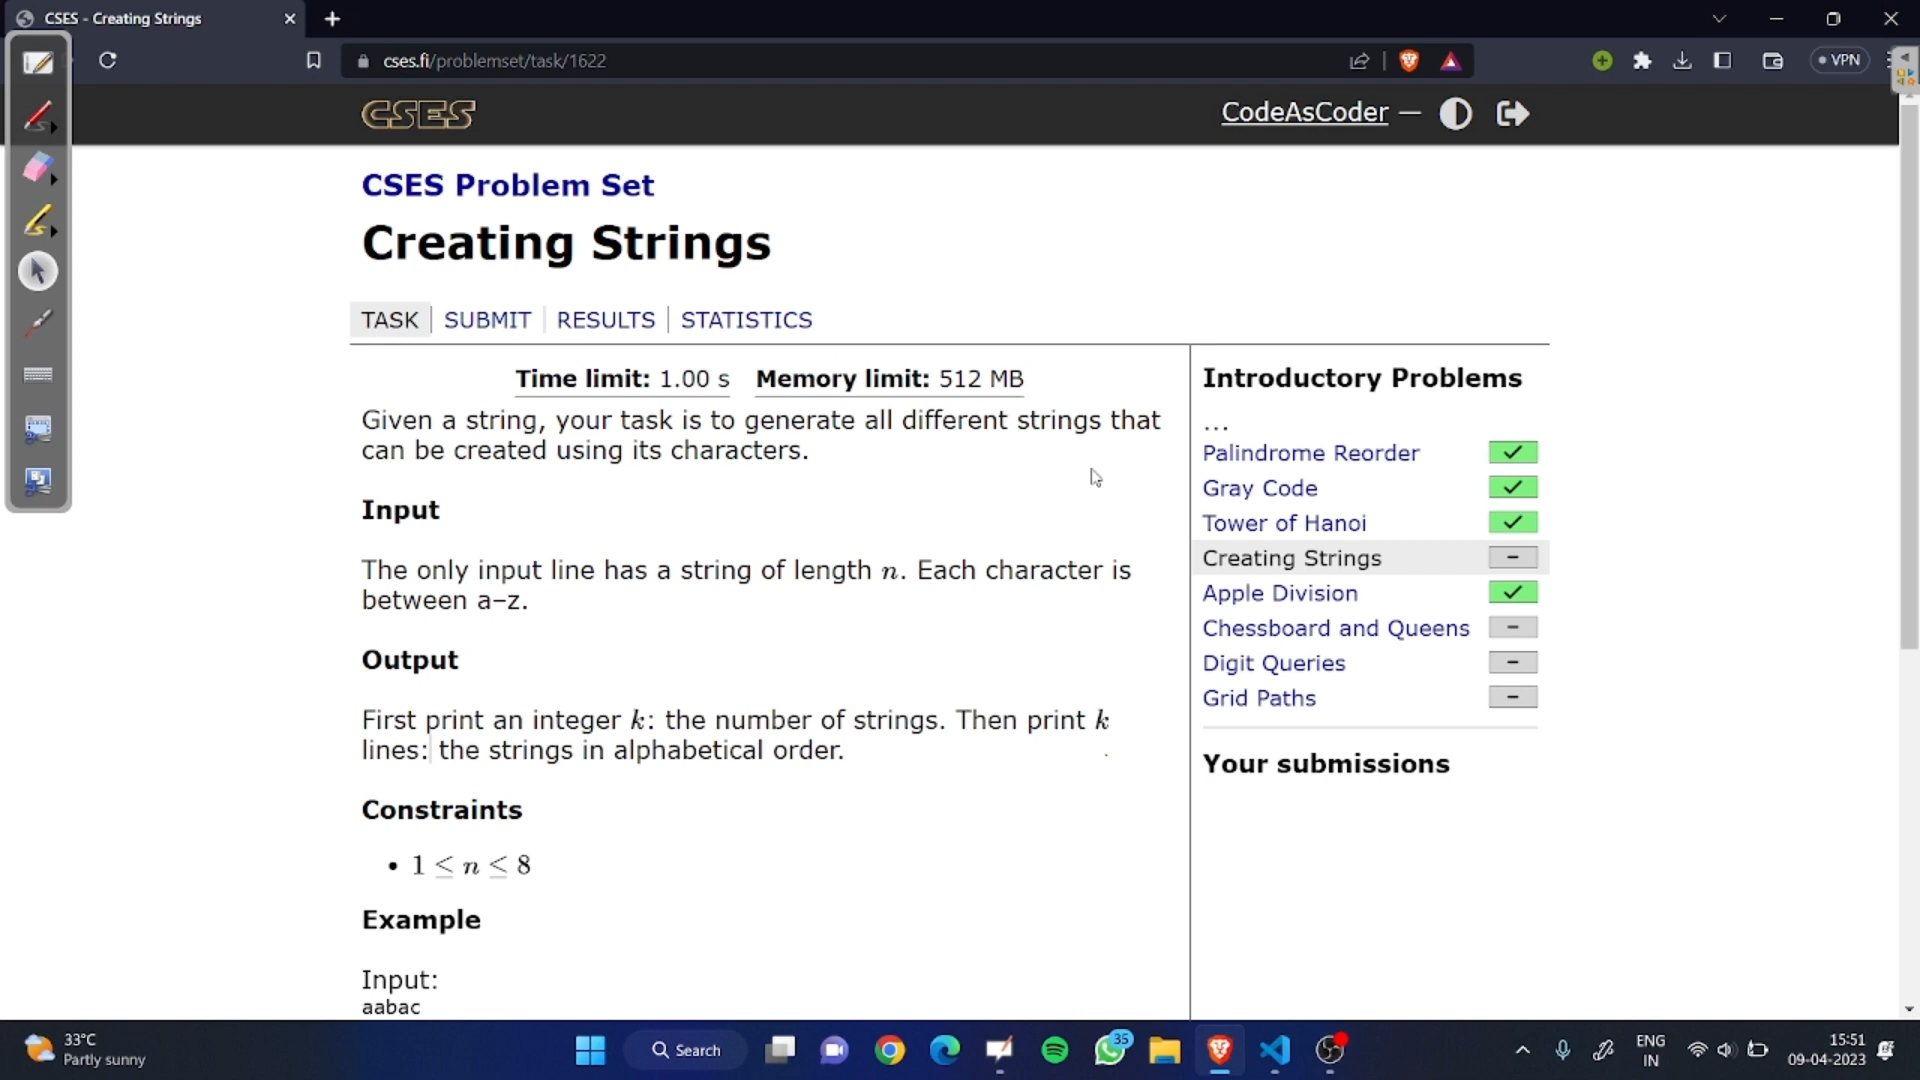 CSES - Creating Strings
cses.fi/problemset/task/1622
VPN
CSES
CodeAsCoder —
CSES Problem Set
Creating Strings
TASK
SUBMIT
RESULTS
STATISTICS
Time limit: 1.00 s Memory limit: 512 MB
Given a string, your task is to generate all different strings that
can be created using its characters.
Input
The only input line has a string of length n. Each character is
between a–z.
Output
First print an integer k: the number of strings. Then print k
lines: the strings in alphabetical order.
Constraints
• 1 ≤ n ≤ 8
Example
Input:
aabac
Introductory Problems
...
Palindrome Reorder
Gray Code
Tower of Hanoi
Creating Strings –
Apple Division
Chessboard and Queens –
Digit Queries –
Grid Paths –
Your submissions
33°C
Partly sunny
Search
35
ENG
IN
15:51
09-04-2023